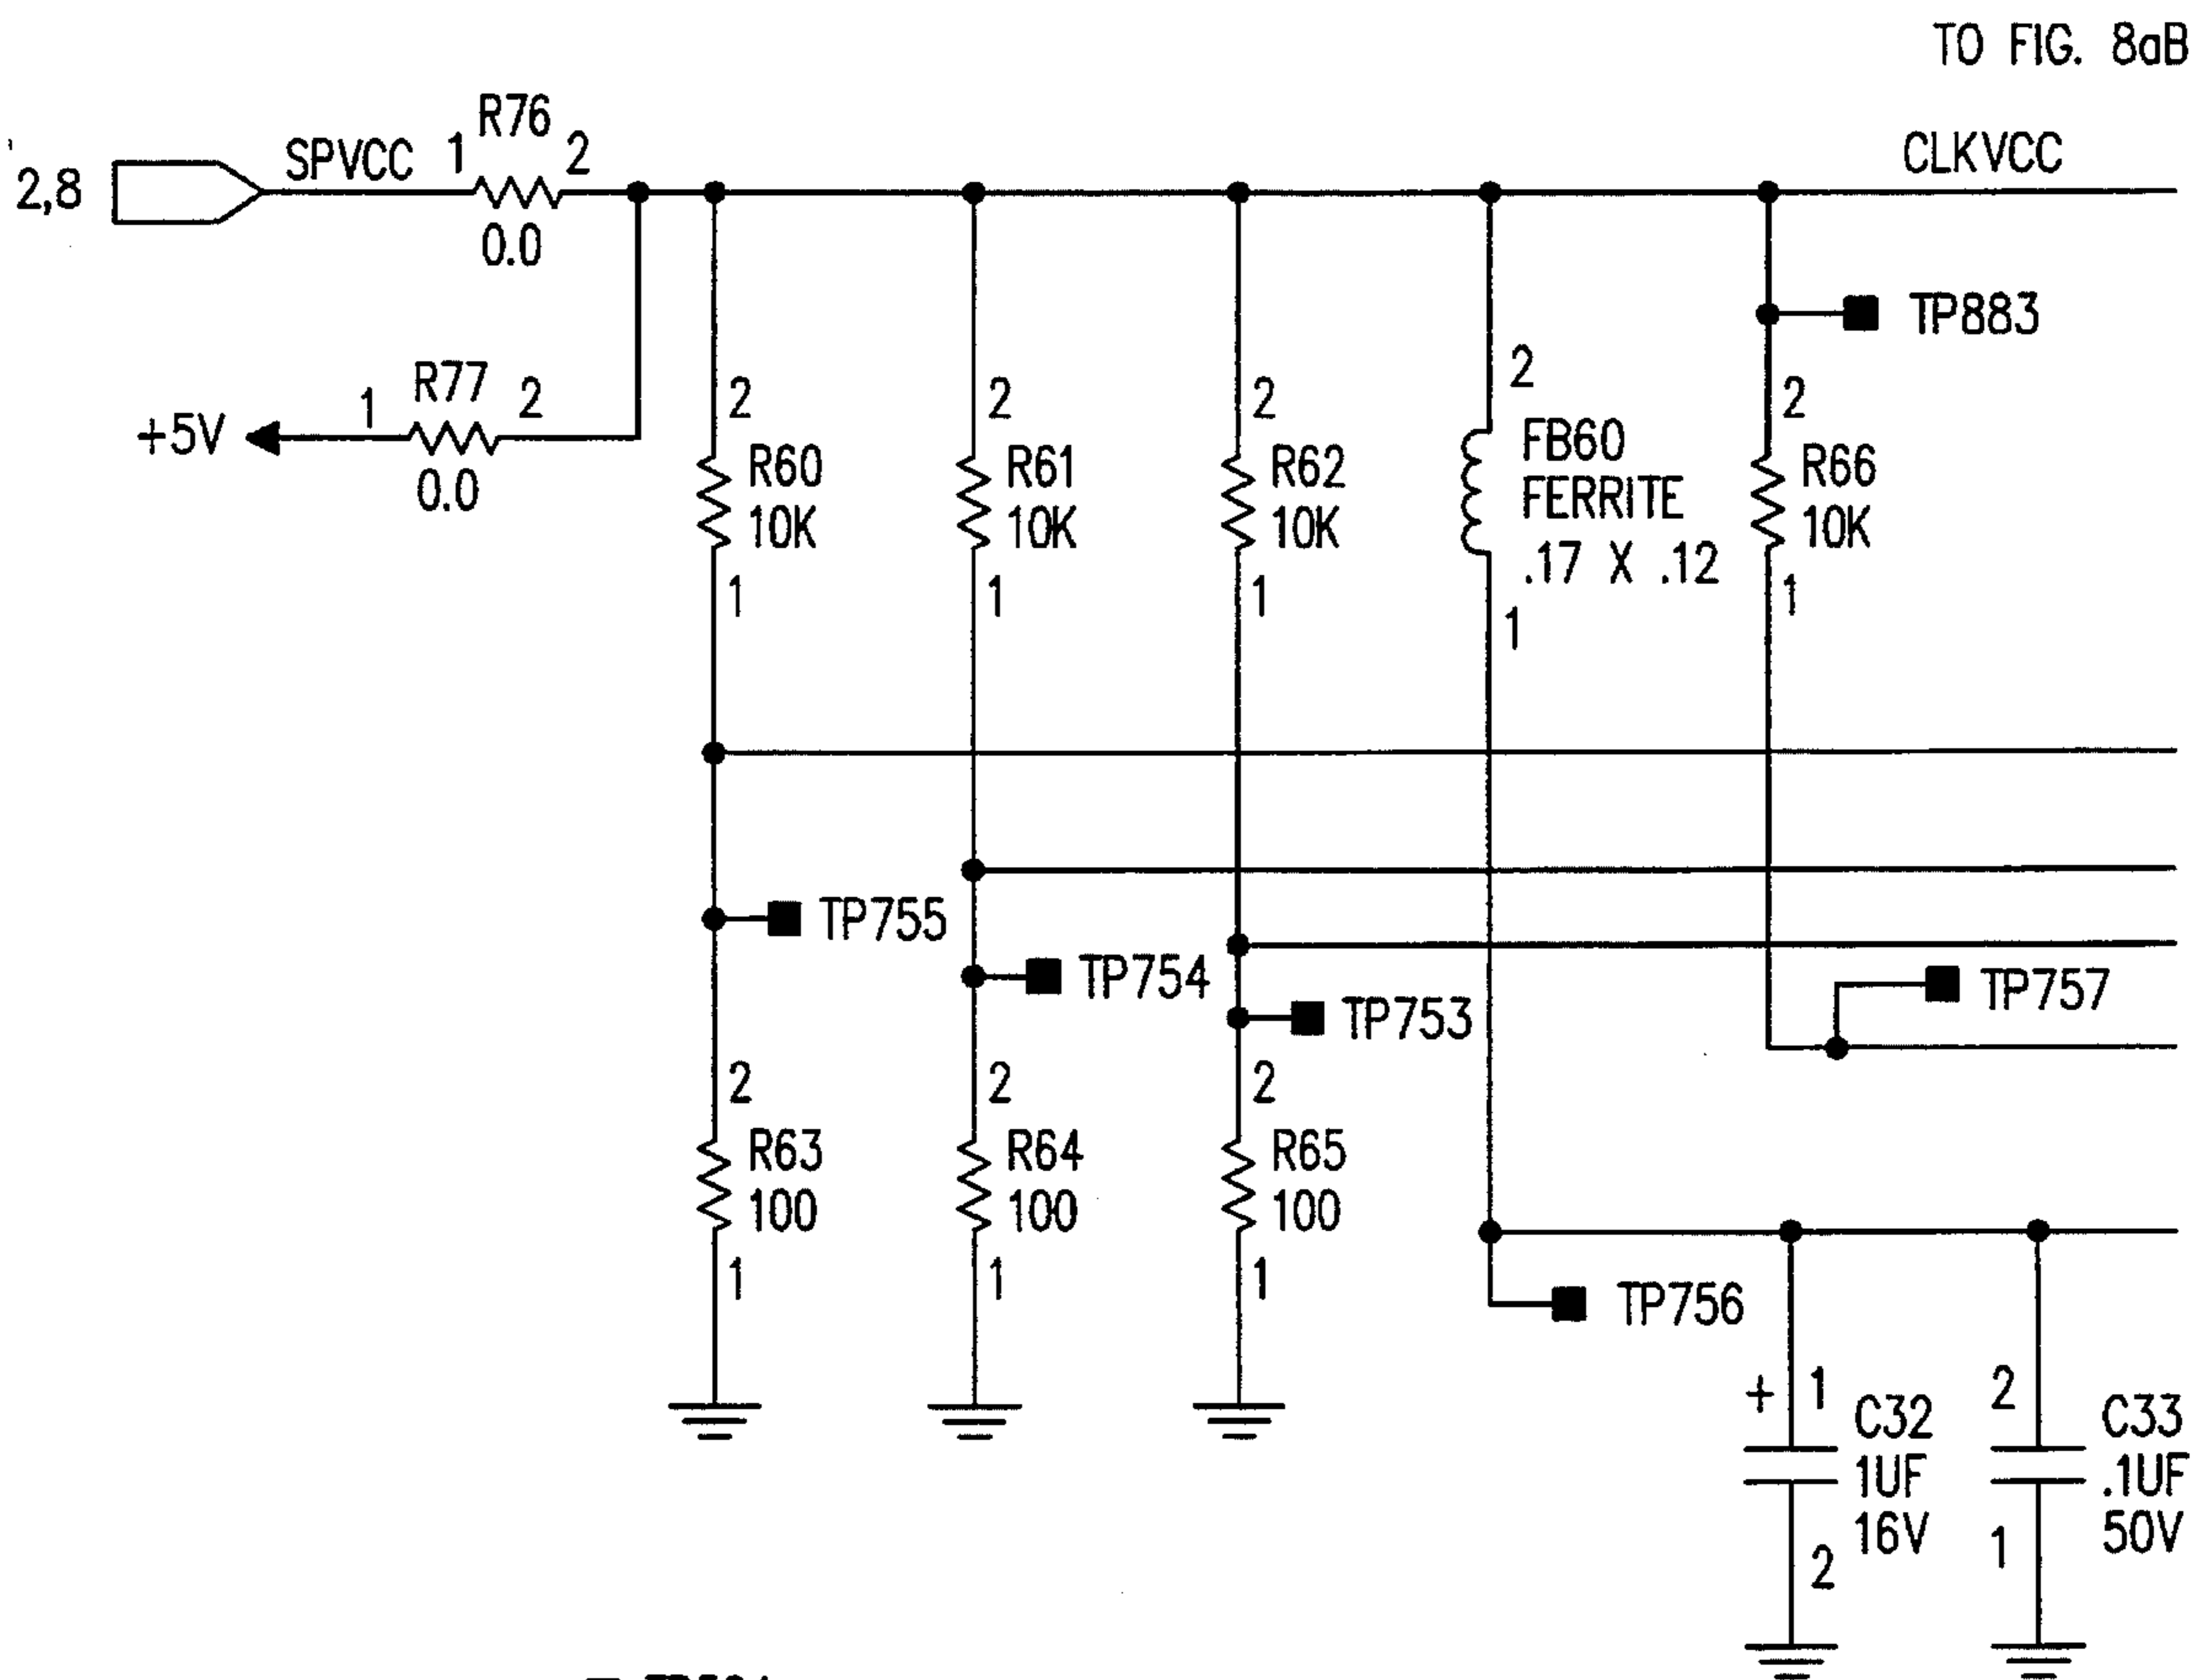 TO FIG. 8aB
2,8
SPVCC
1
R76
2
0.0
CLKVCC
TP883
+5V
1
R77
2
0.0
2
R60
10K
1
2
R61
10K
1
2
R62
10K
1
2
FB60
FERRITE
.17 X .12
1
2
R66
10K
1
TP755
TP754
TP753
TP757
2
R63
100
1
2
R64
100
1
2
R65
100
1
TP756
+
1
C32
1UF
16V
2
2
C33
.1UF
50V
1